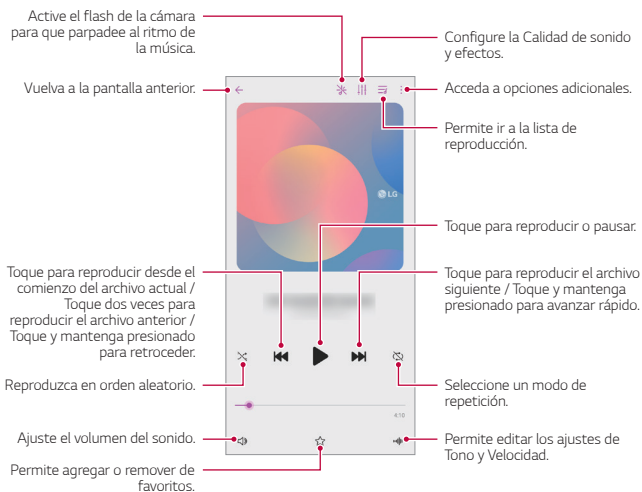 Active el flash de la cámara
para que parpadee al ritmo de
la música.
Configure la Calidad de sonido
y efectos.
Vuelva a la pantalla anterior.
Acceda a opciones adicionales.
Permite ir a la lista de
reproducción.
LG
Toque para reproducir o pausar.
Toque para reproducir desde el
comienzo del archivo actual /
Toque dos veces para
reproducir el archivo anterior /
Toque y mantenga presionado
para retroceder.
Toque para reproducir el archivo
siguiente / Toque y mantenga
presionado para avanzar rápido.
Reproduzca en orden aleatorio.
Seleccione un modo de
repetición.
4:10
Ajuste el volumen del sonido.
Permite editar los ajustes de
Tono y Velocidad.
Permite agregar o remover de
favoritos.